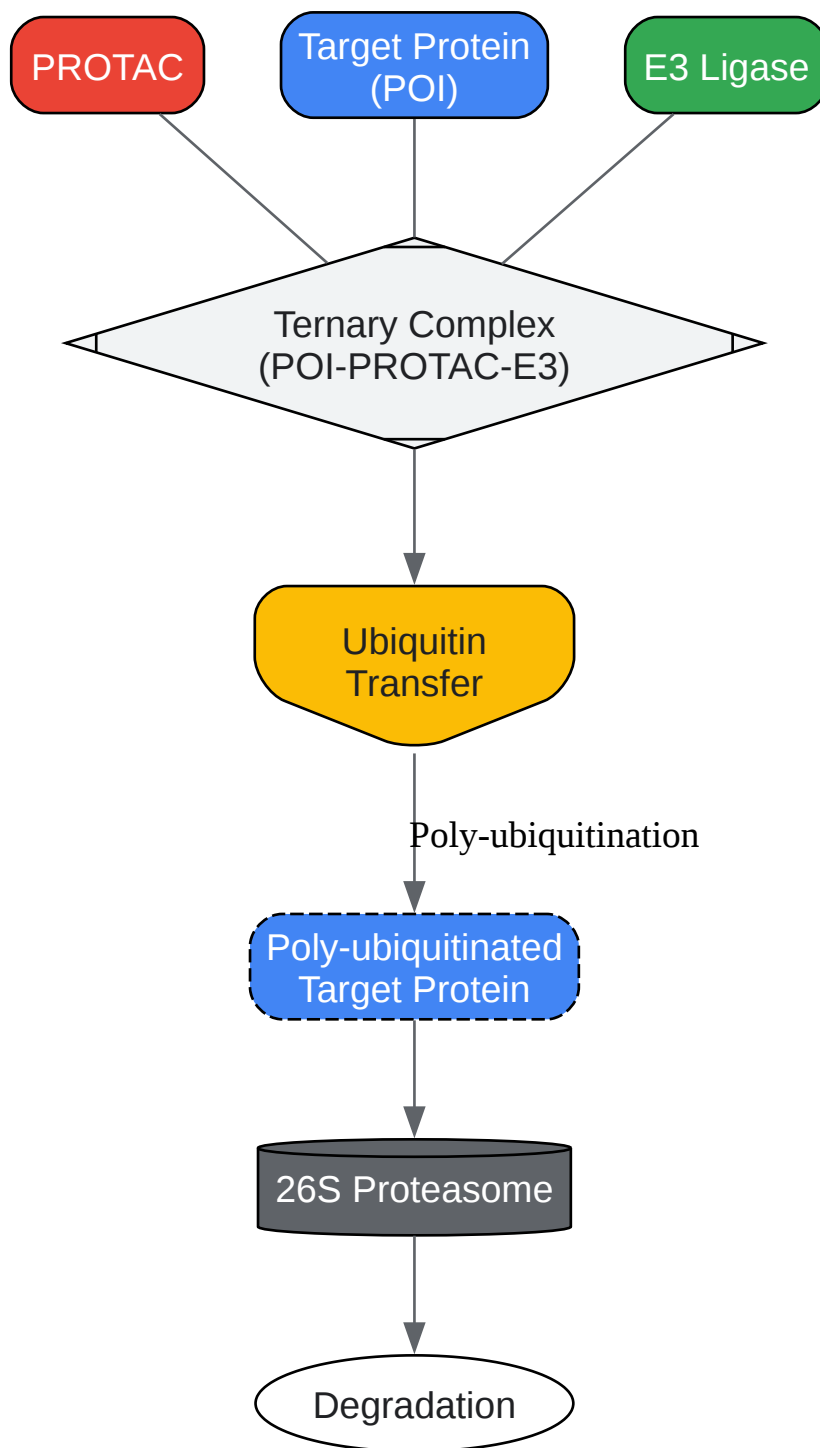 PROTAC
Target Protein
(POI)
E3 Ligase
Ternary Complex
(POI-PROTAC-E3)
Ubiquitin
Transfer
Poly-ubiquitination
Poly-ubiquitinated
Target Protein
26S Proteasome
Degradation